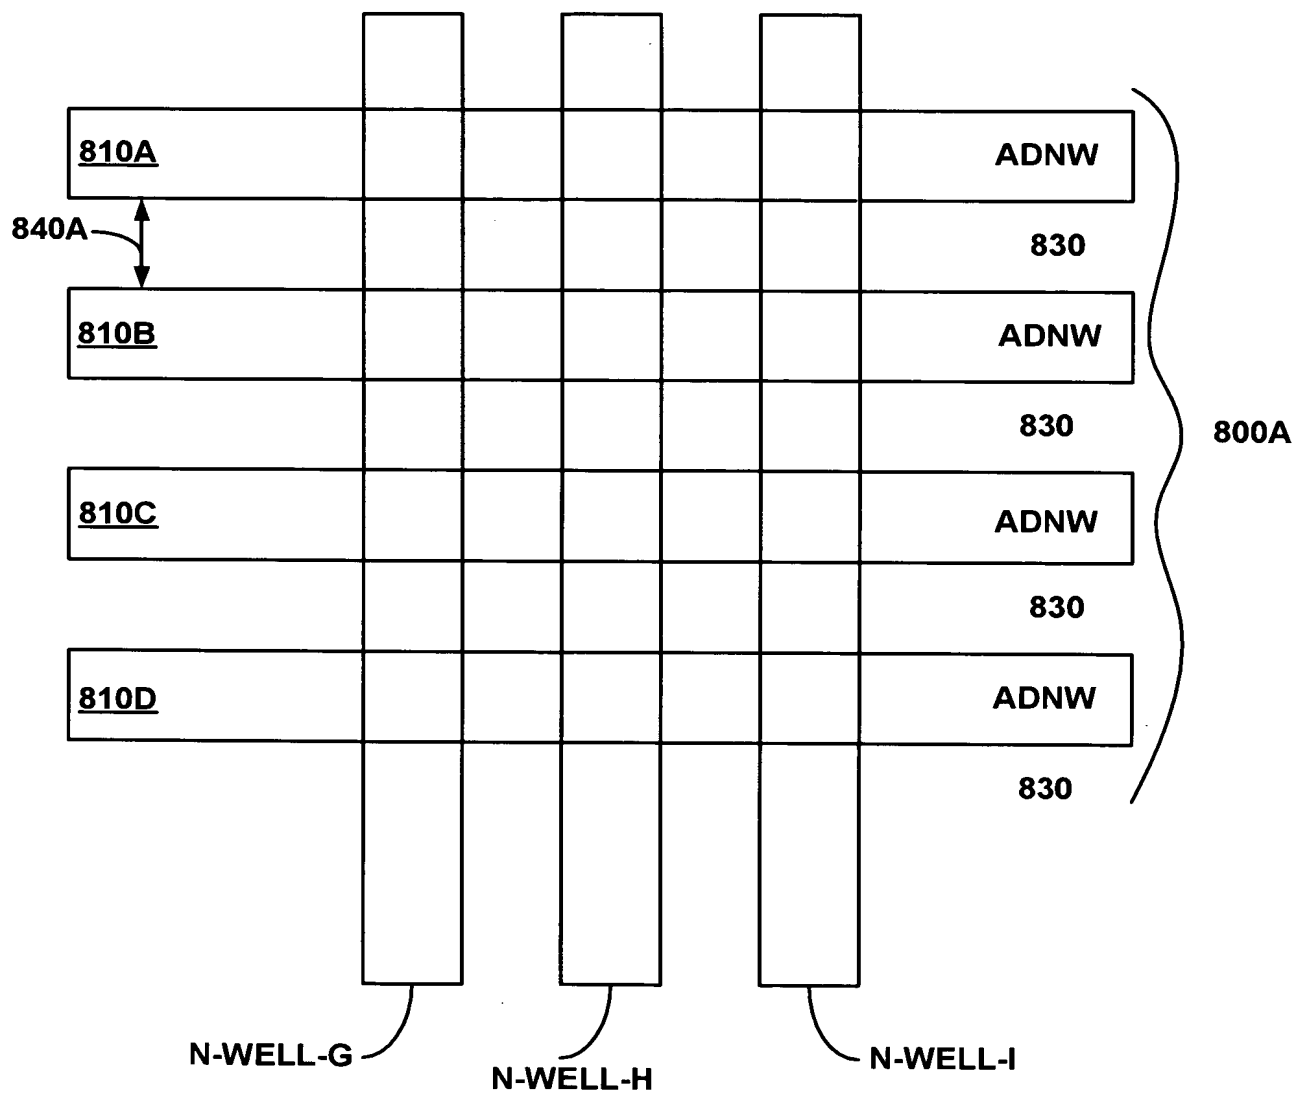 810A
ADNW
840A
830
810B
ADNW
830
800A
810C
ADNW
830
810D
ADNW
830
N-WELL-G
N-WELL-H
N-WELL-I